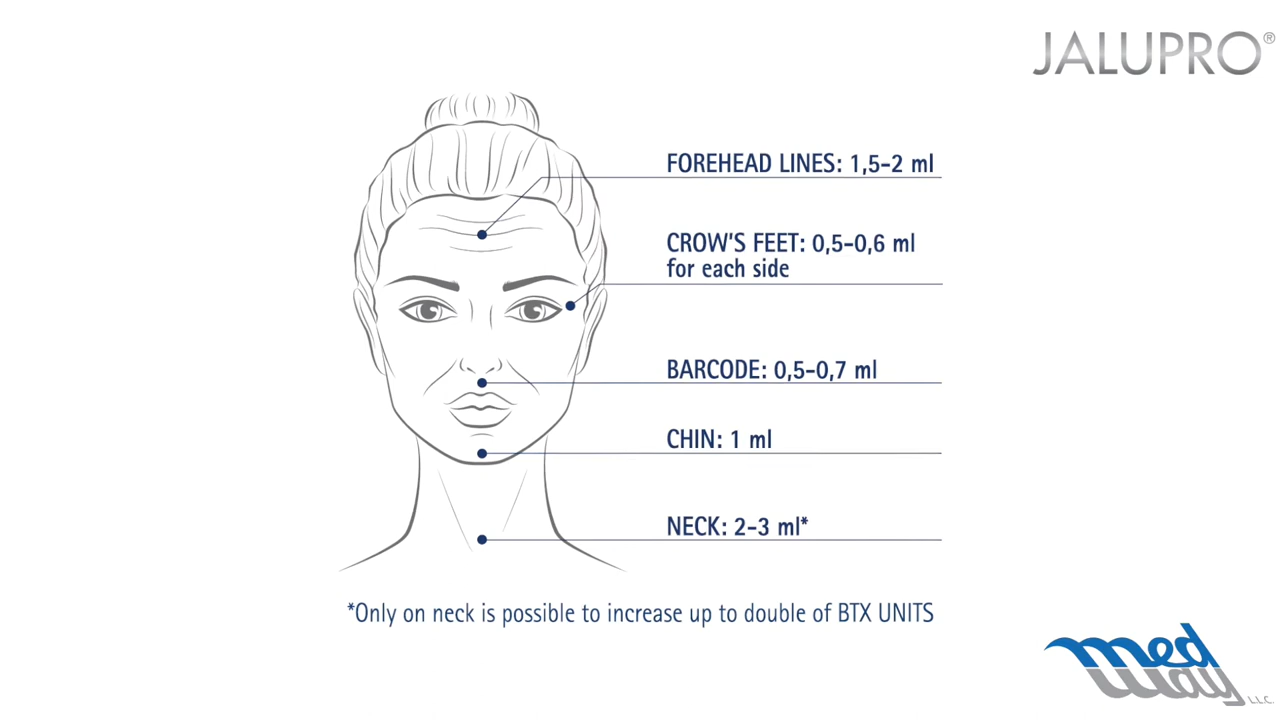 JALUPRO®
FOREHEAD LINES: 1,5-2 ml
CROW'S FEET: 0,5-0,6 ml
for each side
BARCODE: 0,5-0,7 ml
CHIN: 1 ml
NECK: 2-3 ml*
*Only on neck is possible to increase up to double of BTX UNITS
med
way
L.L.C.